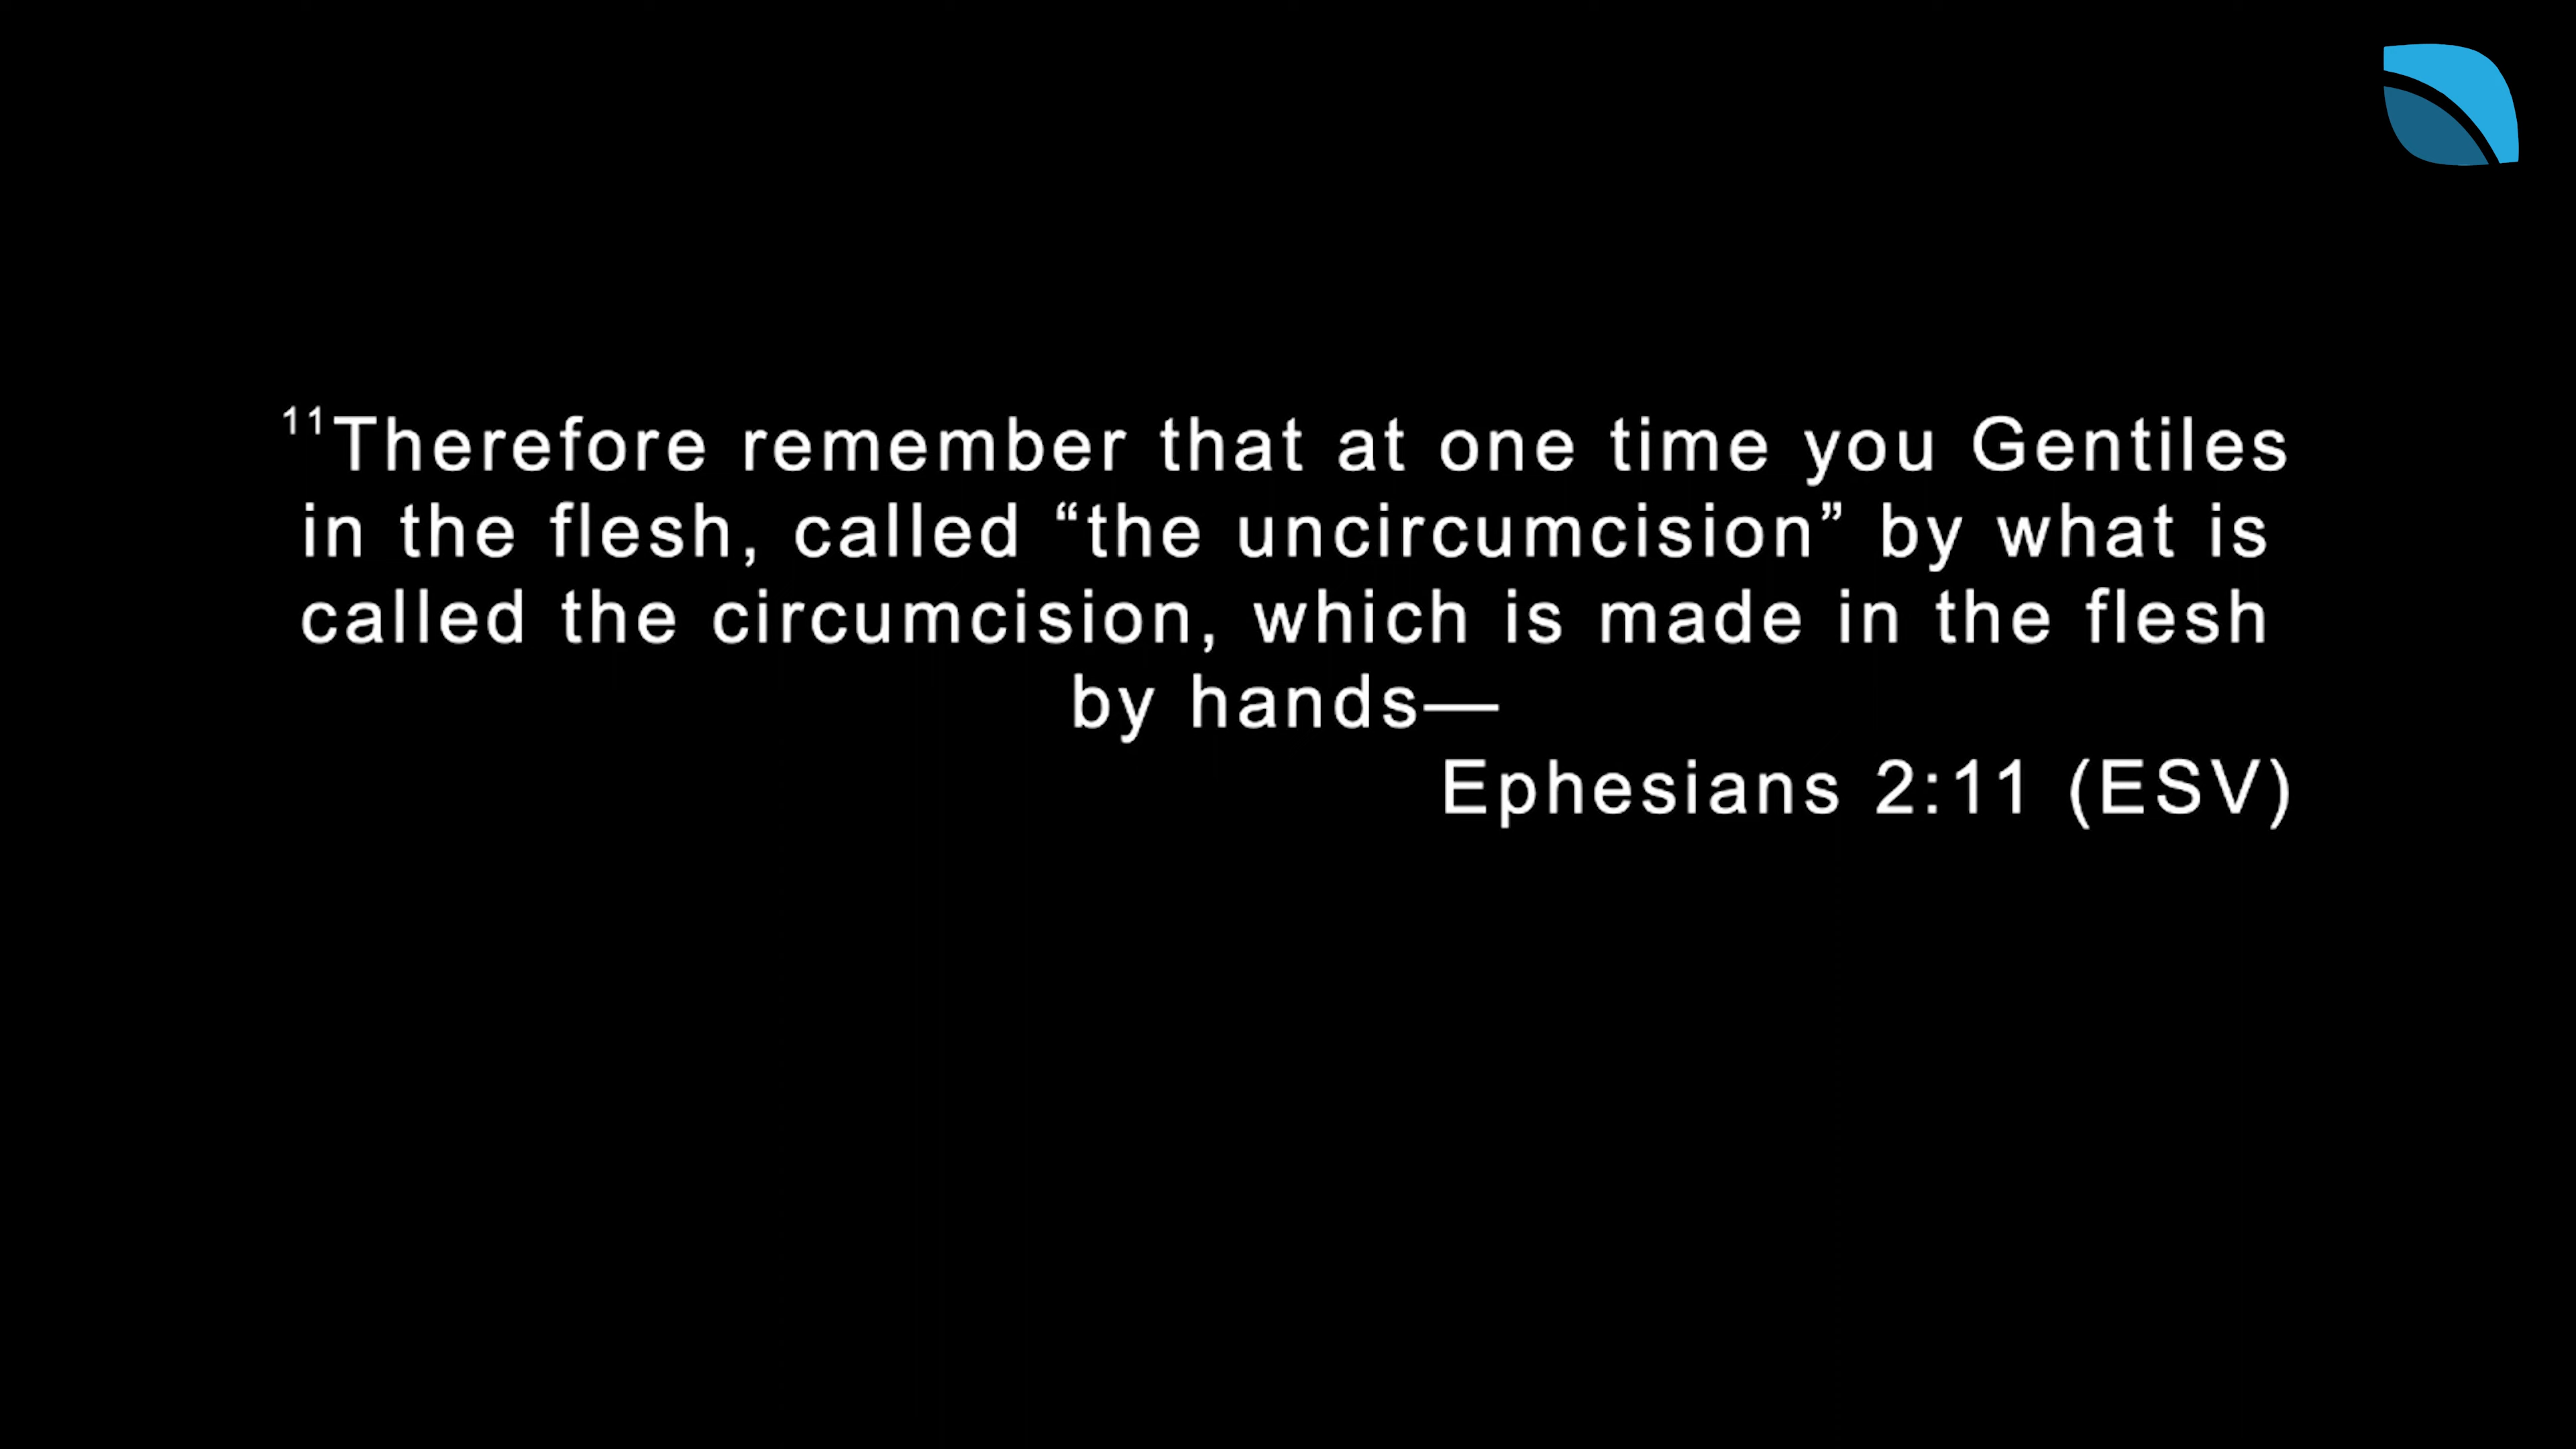 11Therefore remember that at one time you Gentiles
in the flesh, called “the uncircumcision” by what is
called the circumcision, which is made in the flesh
by hands—
Ephesians 2:11 (ESV)